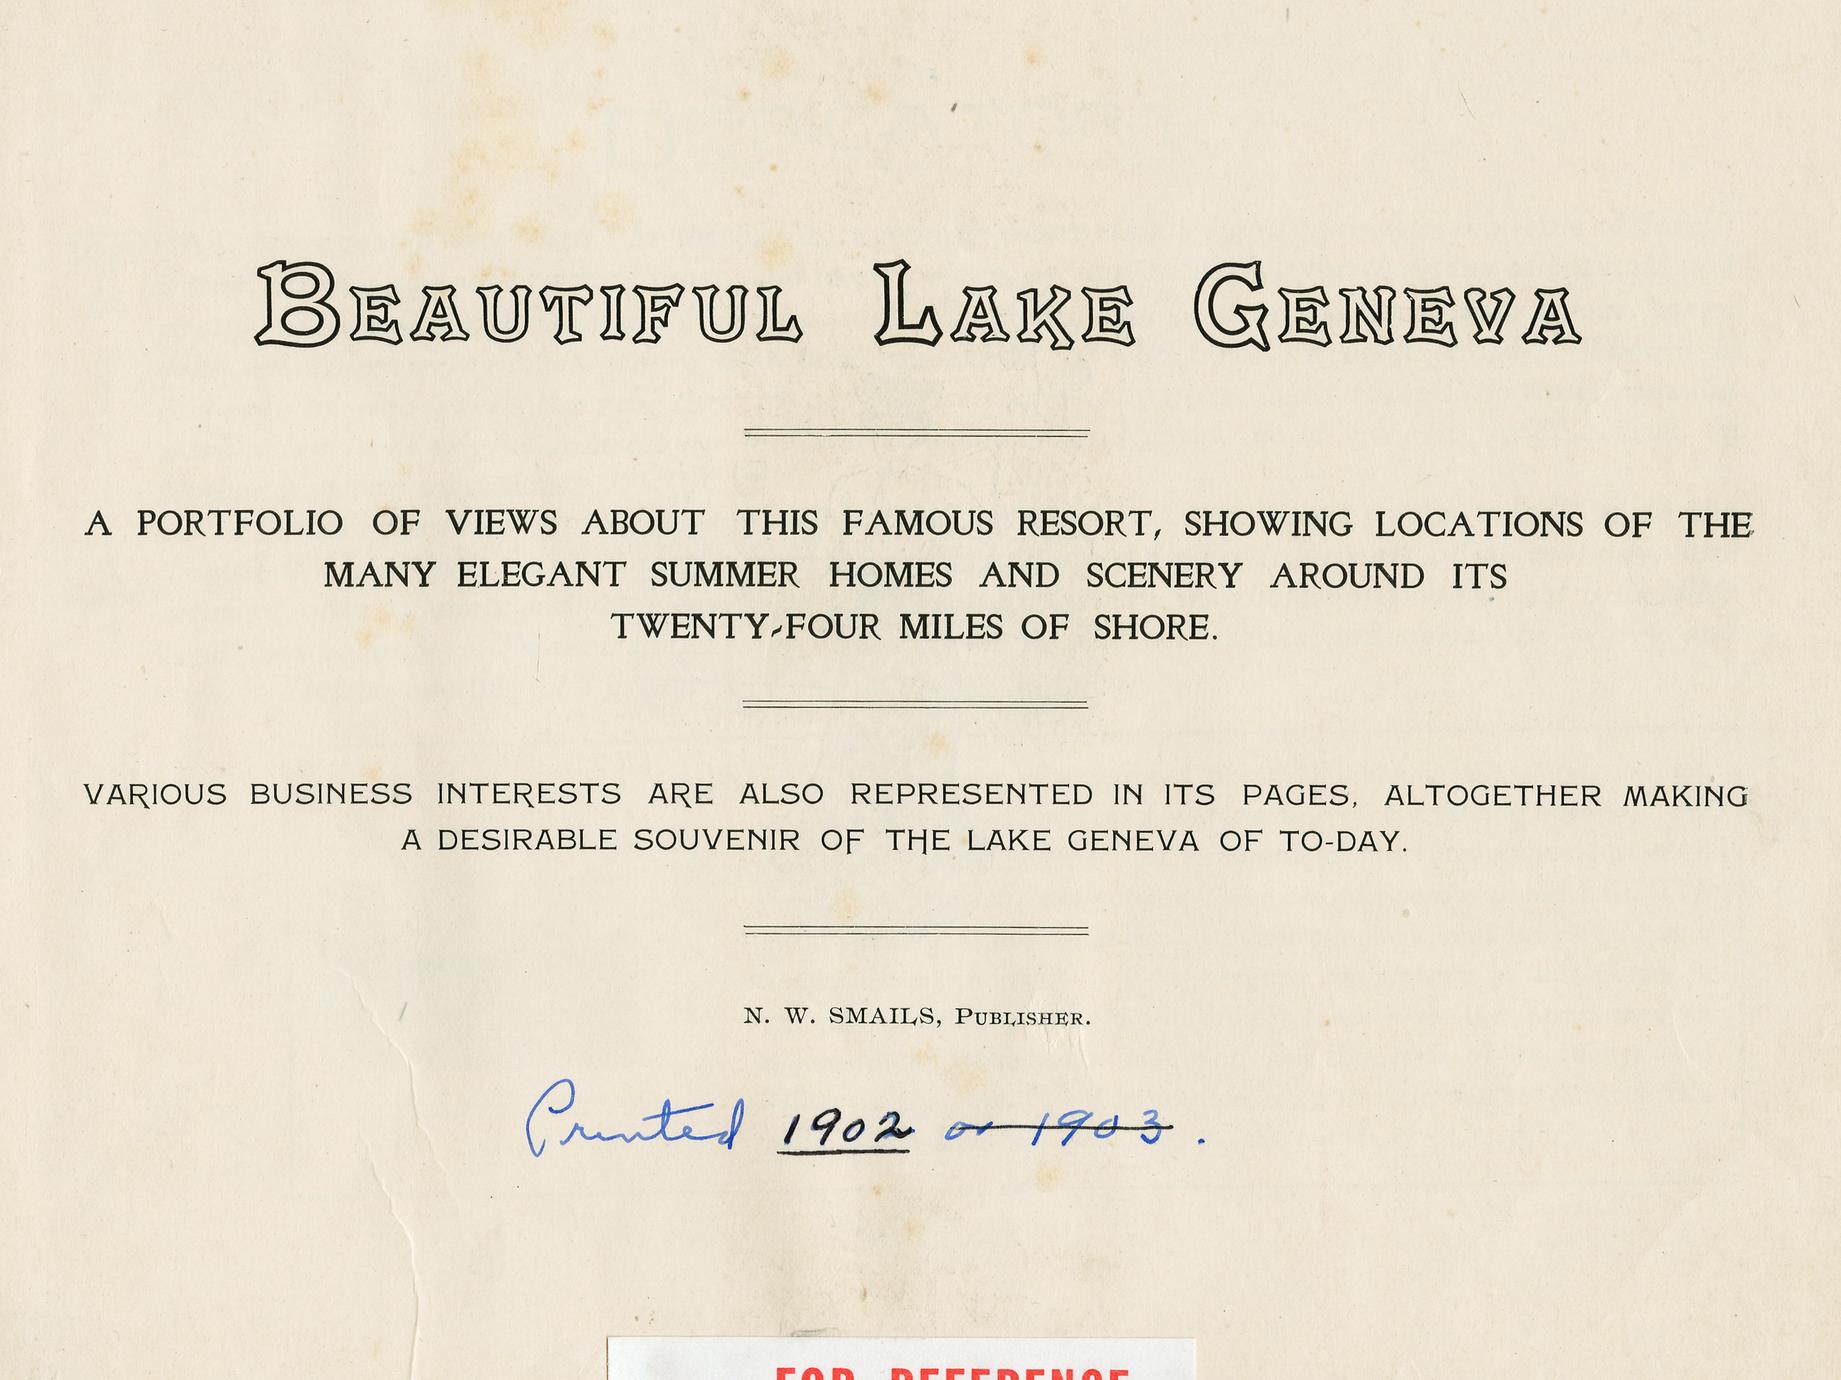 BEAUTIFUL LAKE GENEVA
A PORTFOLIO OF VIEWS ABOUT THIS FAMOUS RESORT, SHOWING LOCATIONS OF THE
MANY ELEGANT SUMMER HOMES AND SCENERY AROUND ITS
TWENTY-FOUR MILES OF SHORE.
VARIOUS BUSINESS INTERESTS ARE ALSO REPRESENTED IN ITS PAGES, ALTOGETHER MAKING
A DESIRABLE SOUVENIR OF THE LAKE GENEVA OF TO-DAY.
N. W. SMAILS, PUBLISHER.
Printed 1902 or 1903.
FOR REFERENCE